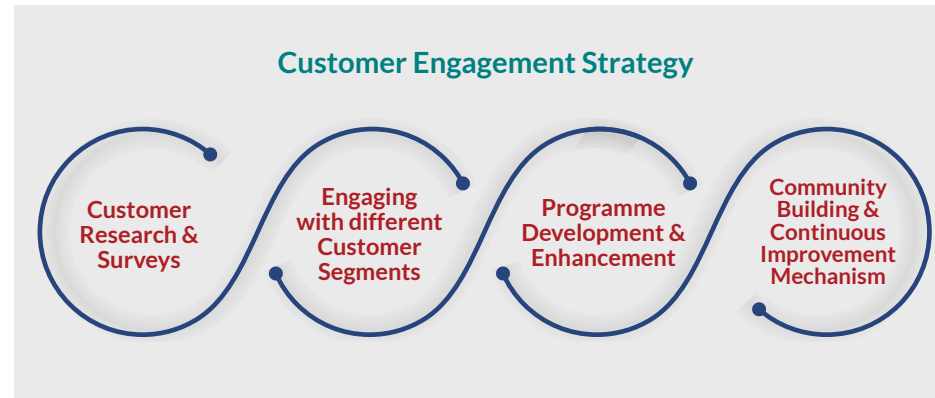 Customer Engagement Strategy
Customer
Research &
Surveys
Engaging
with different
Customer
Segments
Programme
Development &
Enhancement
Community
Building &
Continuous
Improvement
Mechanism